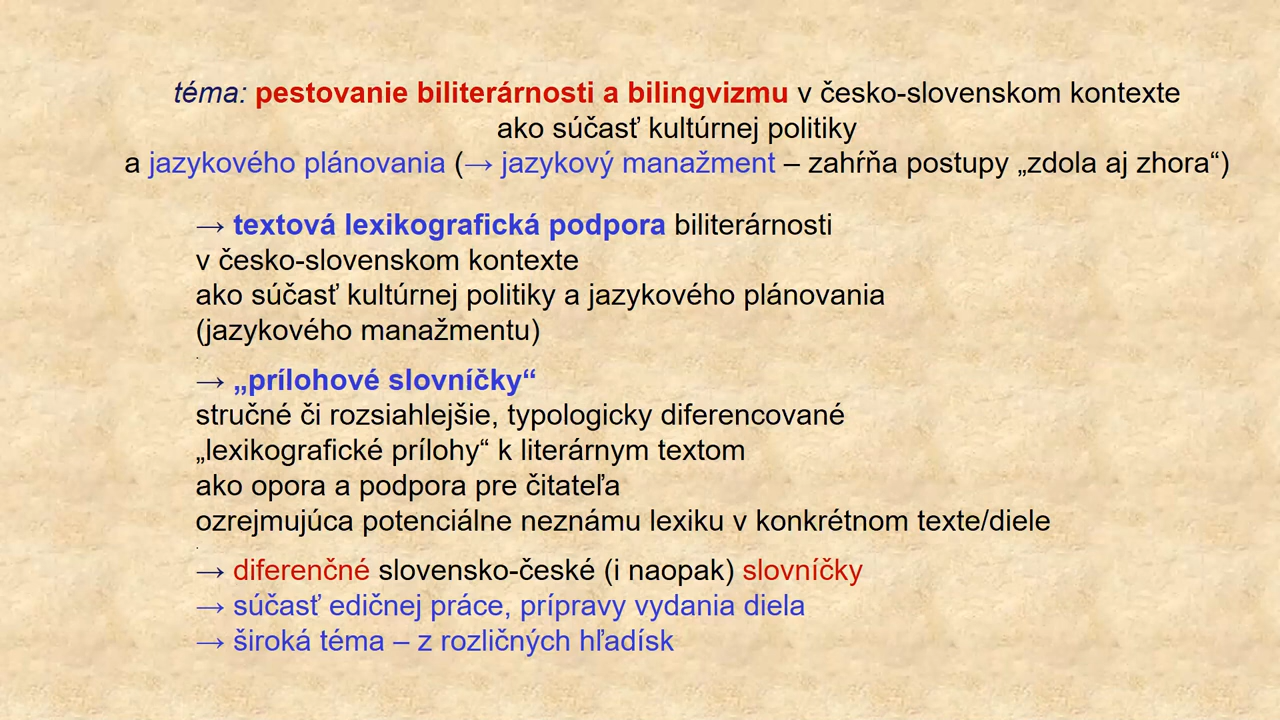 téma: pestovanie biliterárnosti a bilingvizmu v česko-slovenskom kontexte
ako súčasť kultúrnej politiky
a jazykového plánovania (→ jazykový manažment – zahŕňa postupy „zdola aj zhora“)
→ textová lexikografická podpora biliterárnosti
v česko-slovenskom kontexte
ako súčasť kultúrnej politiky a jazykového plánovania
(jazykového manažmentu)
.
→ „prílohové slovníčky“
stručné či rozsiahlejšie, typologicky diferencované
„lexikografické prílohy“ k literárnym textom
ako opora a podpora pre čitateľa
ozrejmujúca potenciálne neznámu lexiku v konkrétnom texte/diele
.
→ diferenčné slovensko-české (i naopak) slovníčky
→ súčasť edičnej práce, prípravy vydania diela
→ široká téma – z rozličných hľadísk